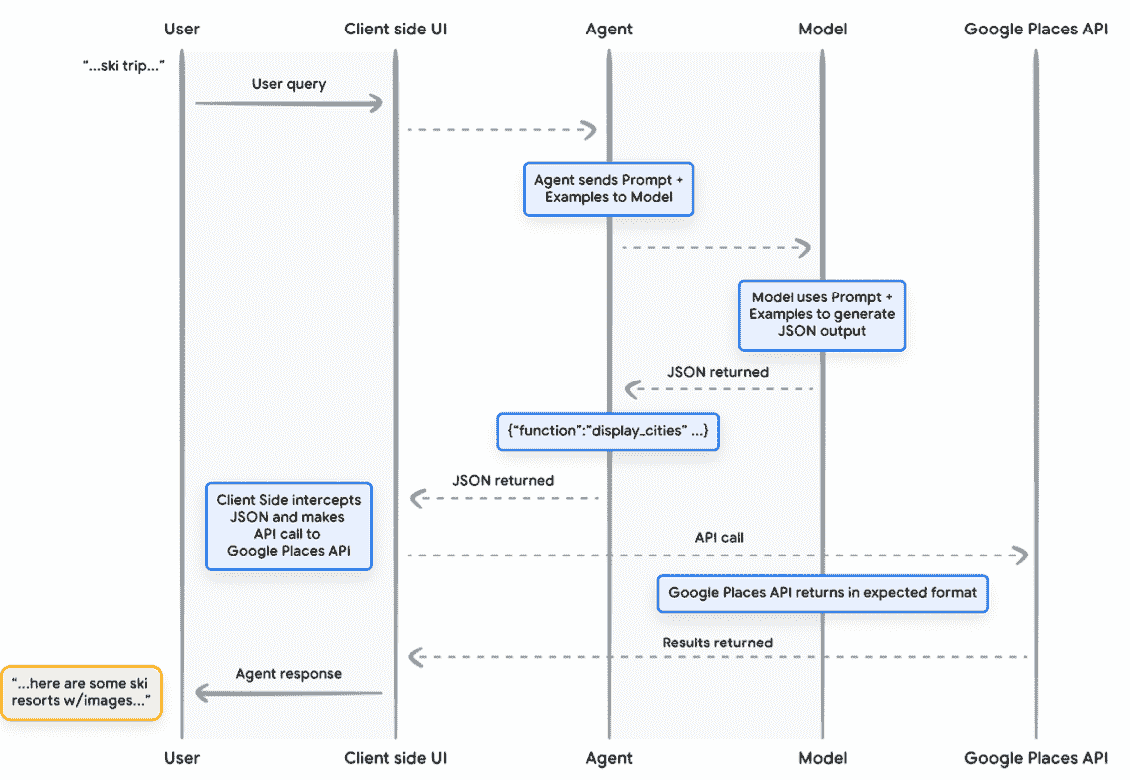 User
Client side UI
Agent
Model
Google Places API
“...ski trip...”
User query
Agent sends Prompt +
Examples to Model
Model uses Prompt +
Examples to generate
JSON output
JSON returned
{“function”:”display_cities” ...}
JSON returned
Client Side intercepts
JSON and makes
API call to
Google Places API
API call
Google Places API returns in expected format
Results returned
Agent response
“...here are some ski
resorts w/images...”
User
Client side UI
Agent
Model
Google Places API